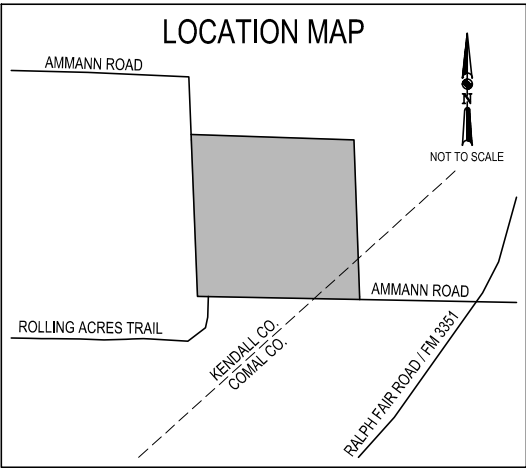 LOCATION MAP
AMMANN ROAD
N
NOT TO SCALE
AMMANN ROAD
ROLLING ACRES TRAIL
KENDALL CO.
COMAL CO.
RALPH FAIR ROAD / FM 3351